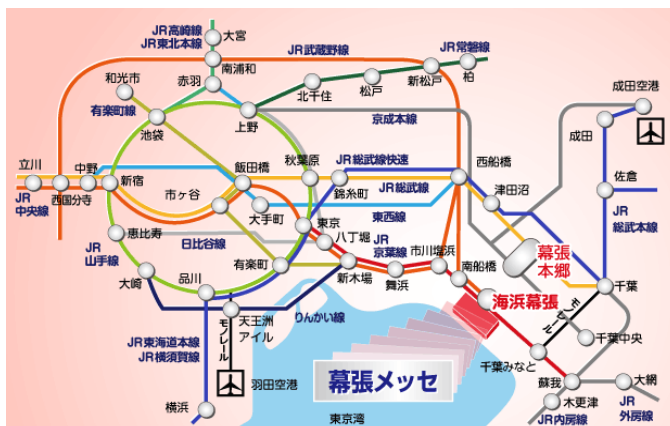 JR高崎線
JR東北本線
大宮
南浦和
JR武蔵野線
JR常磐線
柏
新松戸
松戸
北千住
赤羽
和光市
有楽町線
池袋
上野
京成本線
成田空港
成田
佐倉
JR
総武本線
立川
西国分寺
中野
新宿
JR
中央線
飯田橋
市ヶ谷
大手町
秋葉原
錦糸町
JR総武線快速
JR総武線
東西線
西船橋
津田沼
幕張
本郷
千葉
恵比寿
日比谷線
東京
八丁堀
JR
京葉線
市川塩浜
南船橋
JR
山手線
大崎
品川
有楽町
新木場
舞浜
海浜幕張
モノレール
千葉中央
千葉みなと
蘇我
大網
木更津
JR内房線
JR
外房線
JR東海道本線
JR横須賀線
モノレール
天王洲
アイル
りんかい線
羽田空港
横浜
幕張メッセ
東京湾